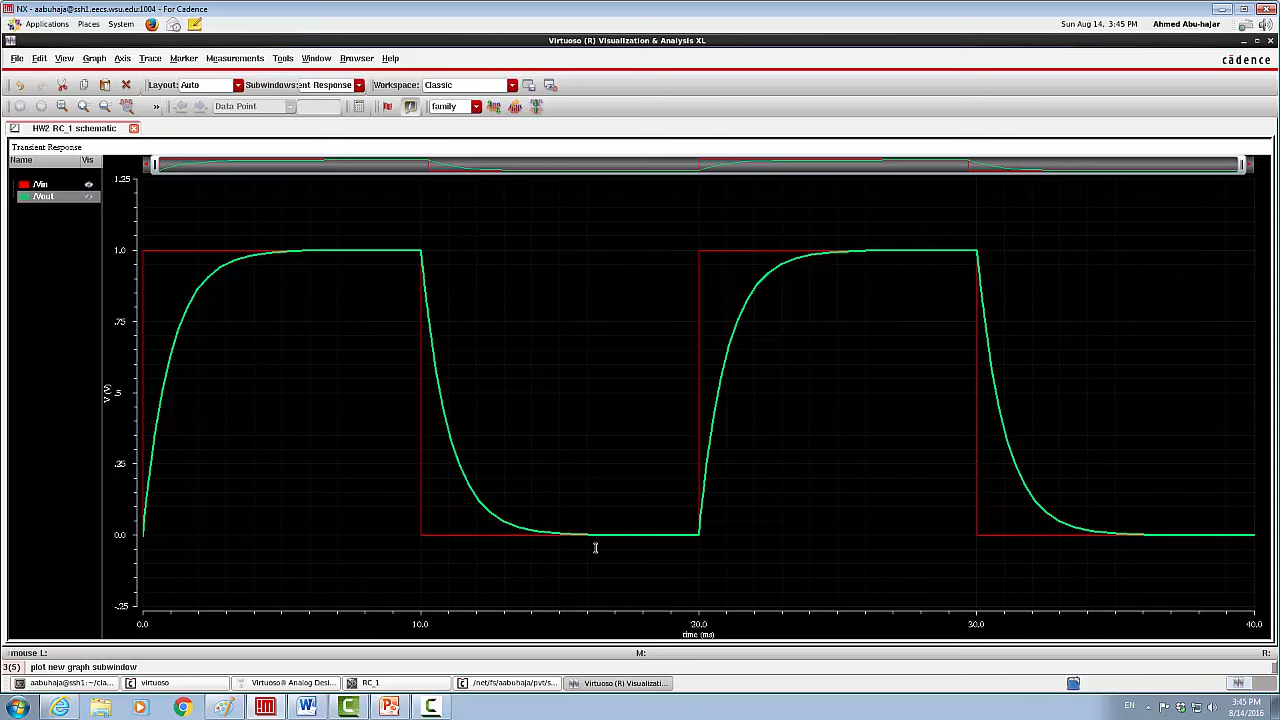 NX - aabuhaja@ssh1.eecs.wsu.edu:1004 - For Cadence
Applications Places System
Sun Aug 14, 3:45 PM Ahmed Abu-hajar
Virtuoso (R) Visualization & Analysis XL
File Edit View Graph Axis Trace Marker Measurements Tools Window Browser Help
cādence
Layout: Auto Subwindows: ent Response Workspace: Classic
» Data Point family
HW2 RC_1 schematic
Transient Response
Name Vis
/Vin
/Vout
1.25
1.0
.75
.5
.25
0.0
-.25
V (V)
0.0 10.0 20.0 30.0 40.0
time (ms)
mouse L: M: R:
3(5) plot new graph subwindow
aabuhaja@ssh1:~/cla... virtuoso Virtuoso® Analog Desi... RC_1 /net/fs/aabuhaja/pvt/s... Virtuoso (R) Visualizati...
EN 3:45 PM
8/14/2016